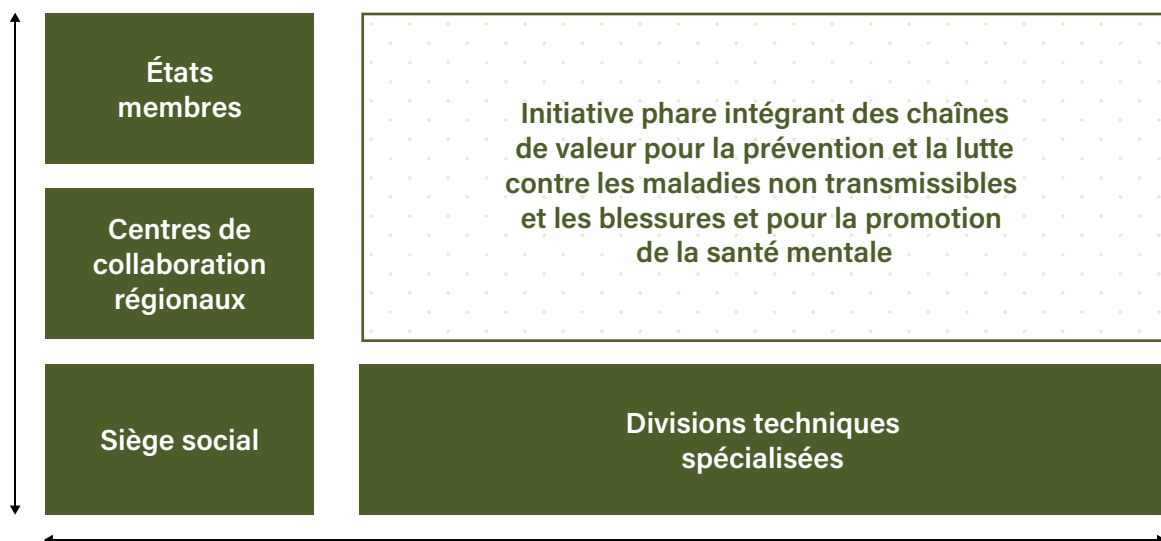 États
membres
Initiative phare intégrant des chaînes
de valeur pour la prévention et la lutte
contre les maladies non transmissibles
et les blessures et pour la promotion
de la santé mentale
Centres de
collaboration
régionaux
Siège social
Divisions techniques
spécialisées